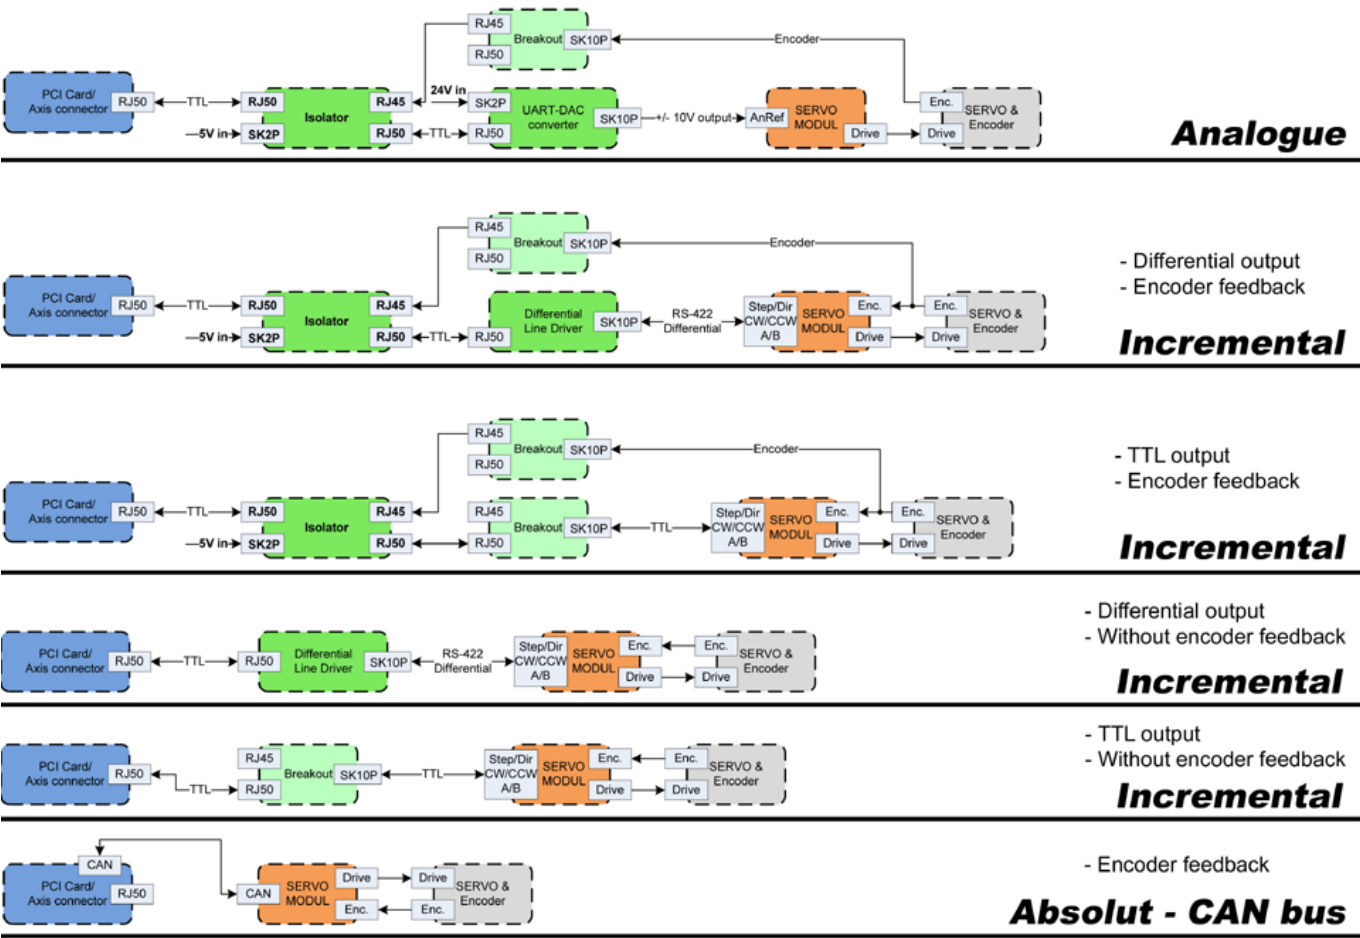 RJ45
Breakout
SK10P
RJ50
Encoder
PCI Card/
Axis connector
RJ50
TTL
RJ50
SK2P
5V in
Isolator
RJ45
RJ50
24V in
TTL
SK2P
RJ50
UART-DAC
converter
SK10P
+/- 10V output
AnRef
SERVO
MODUL
Drive
Enc.
Drive
SERVO &
Encoder
Analogue
RJ45
Breakout
SK10P
RJ50
Encoder
PCI Card/
Axis connector
RJ50
TTL
RJ50
SK2P
5V in
Isolator
RJ45
RJ50
TTL
RJ50
Differential
Line Driver
SK10P
RS-422
Differential
Step/Dir
CW/CCW
A/B
SERVO
MODUL
Enc.
Drive
Enc.
Drive
SERVO &
Encoder
- Differential output
- Encoder feedback
Incremental
RJ45
Breakout
SK10P
RJ50
Encoder
PCI Card/
Axis connector
RJ50
TTL
RJ50
SK2P
5V in
Isolator
RJ45
RJ50
RJ45
RJ50
Breakout
SK10P
TTL
Step/Dir
CW/CCW
A/B
SERVO
MODUL
Enc.
Drive
Enc.
Drive
SERVO &
Encoder
- TTL output
- Encoder feedback
Incremental
PCI Card/
Axis connector
RJ50
TTL
RJ50
Differential
Line Driver
SK10P
RS-422
Differential
Step/Dir
CW/CCW
A/B
SERVO
MODUL
Enc.
Drive
Enc.
Drive
SERVO &
Encoder
- Differential output
- Without encoder feedback
Incremental
PCI Card/
Axis connector
RJ50
TTL
RJ45
RJ50
Breakout
SK10P
TTL
Step/Dir
CW/CCW
A/B
SERVO
MODUL
Enc.
Drive
Enc.
Drive
SERVO &
Encoder
- TTL output
- Without encoder feedback
Incremental
CAN
PCI Card/
Axis connector
RJ50
CAN
SERVO
MODUL
Drive
Enc.
Drive
Enc.
SERVO &
Encoder
- Encoder feedback
Absolut - CAN bus